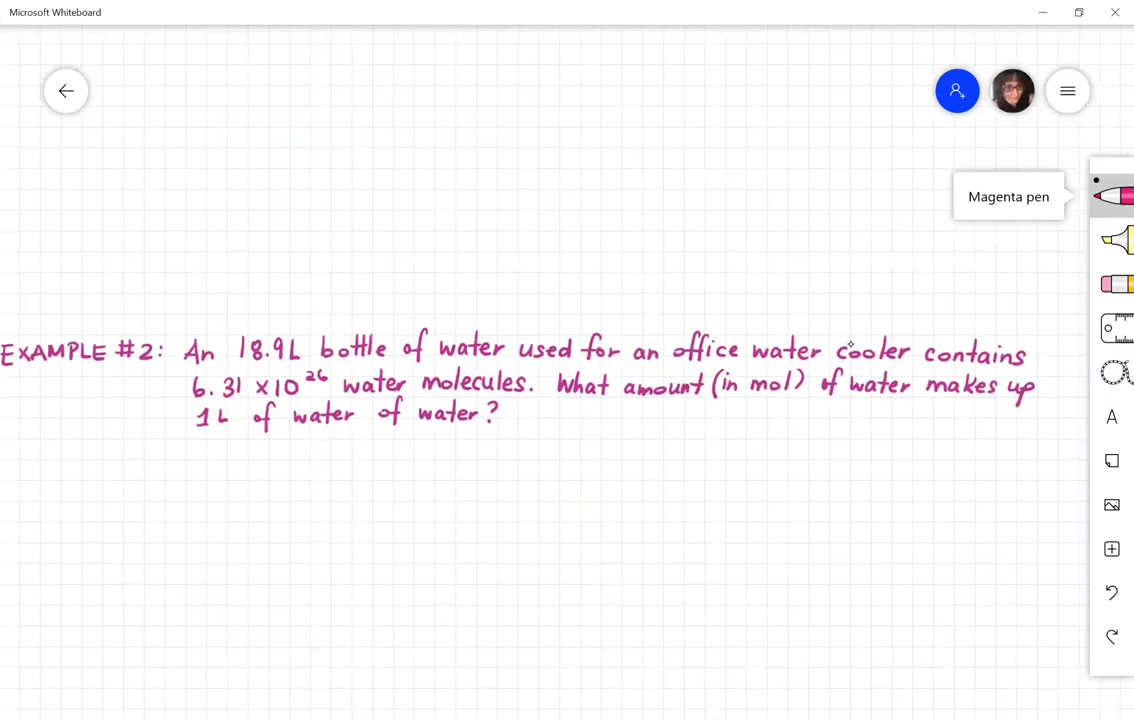 Microsoft Whiteboard
Magenta pen
EXAMPLE #2: An 18.9L bottle of water used for an office water cooler contains
6.31 x10²⁶ water molecules. What amount (in mol) of water makes up
1L of water of water?
A